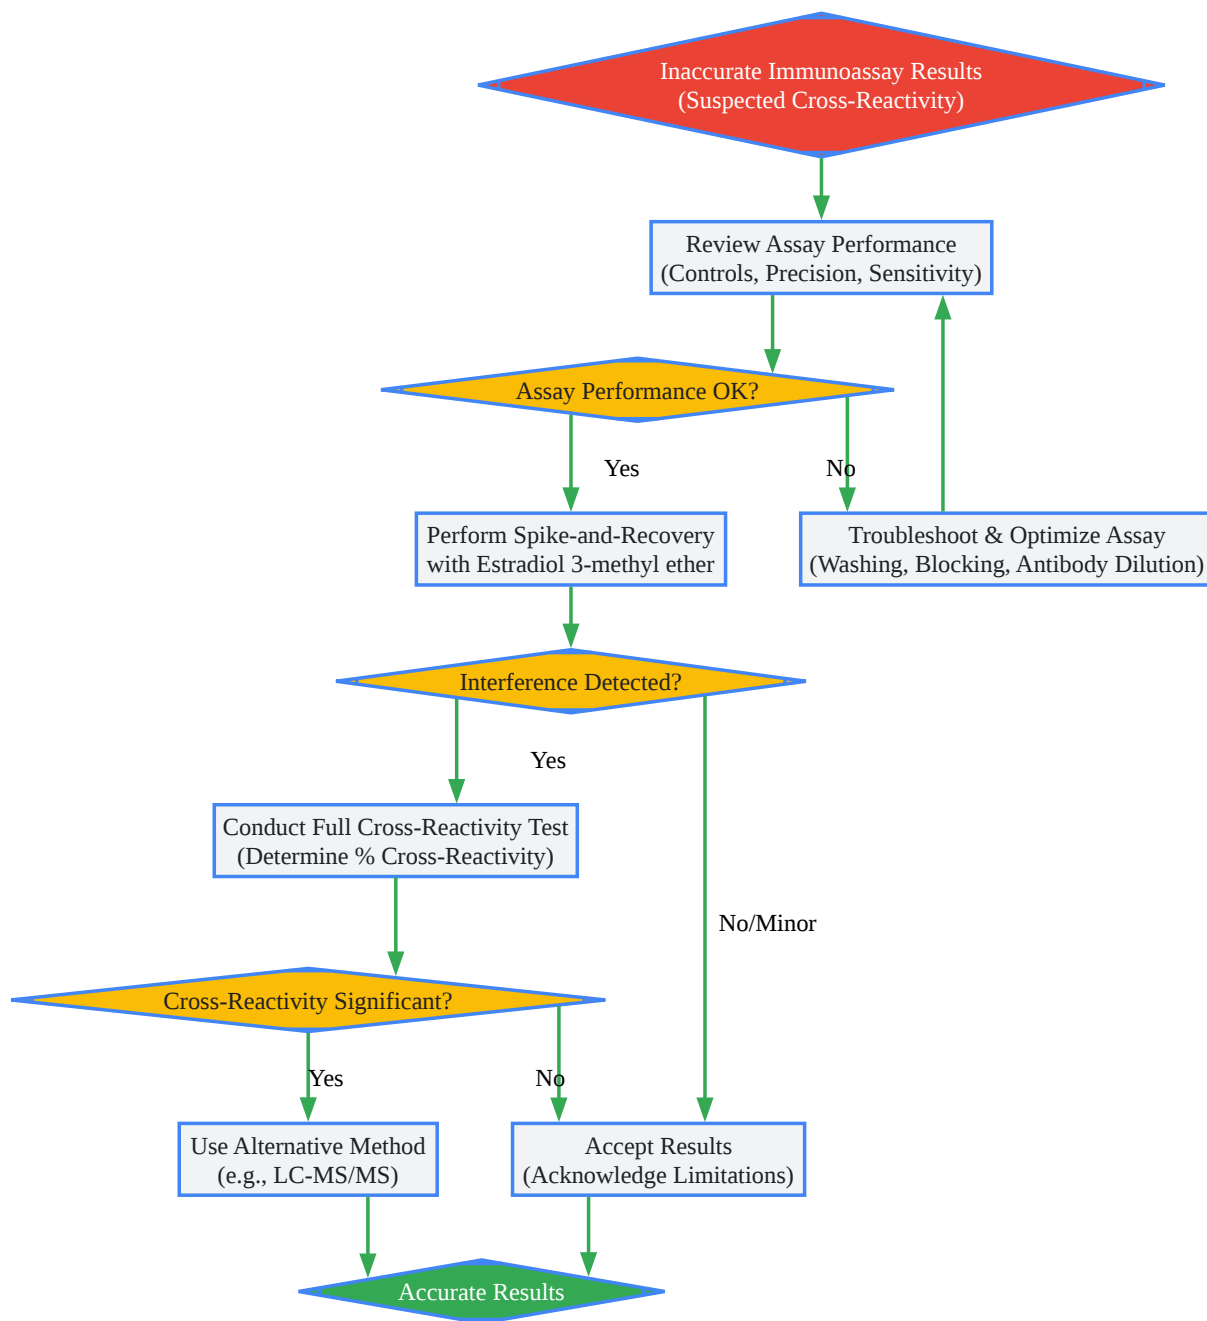 Inaccurate Immunoassay Results
(Suspected Cross-Reactivity)
Review Assay Performance
(Controls, Precision, Sensitivity)
Assay Performance OK?
Yes
No
Perform Spike-and-Recovery
with Estradiol 3-methyl ether
Troubleshoot & Optimize Assay
(Washing, Blocking, Antibody Dilution)
Interference Detected?
Yes
Conduct Full Cross-Reactivity Test
(Determine % Cross-Reactivity)
No/Minor
Cross-Reactivity Significant?
Yes
No
Use Alternative Method
(e.g., LC-MS/MS)
Accept Results
(Acknowledge Limitations)
Accurate Results